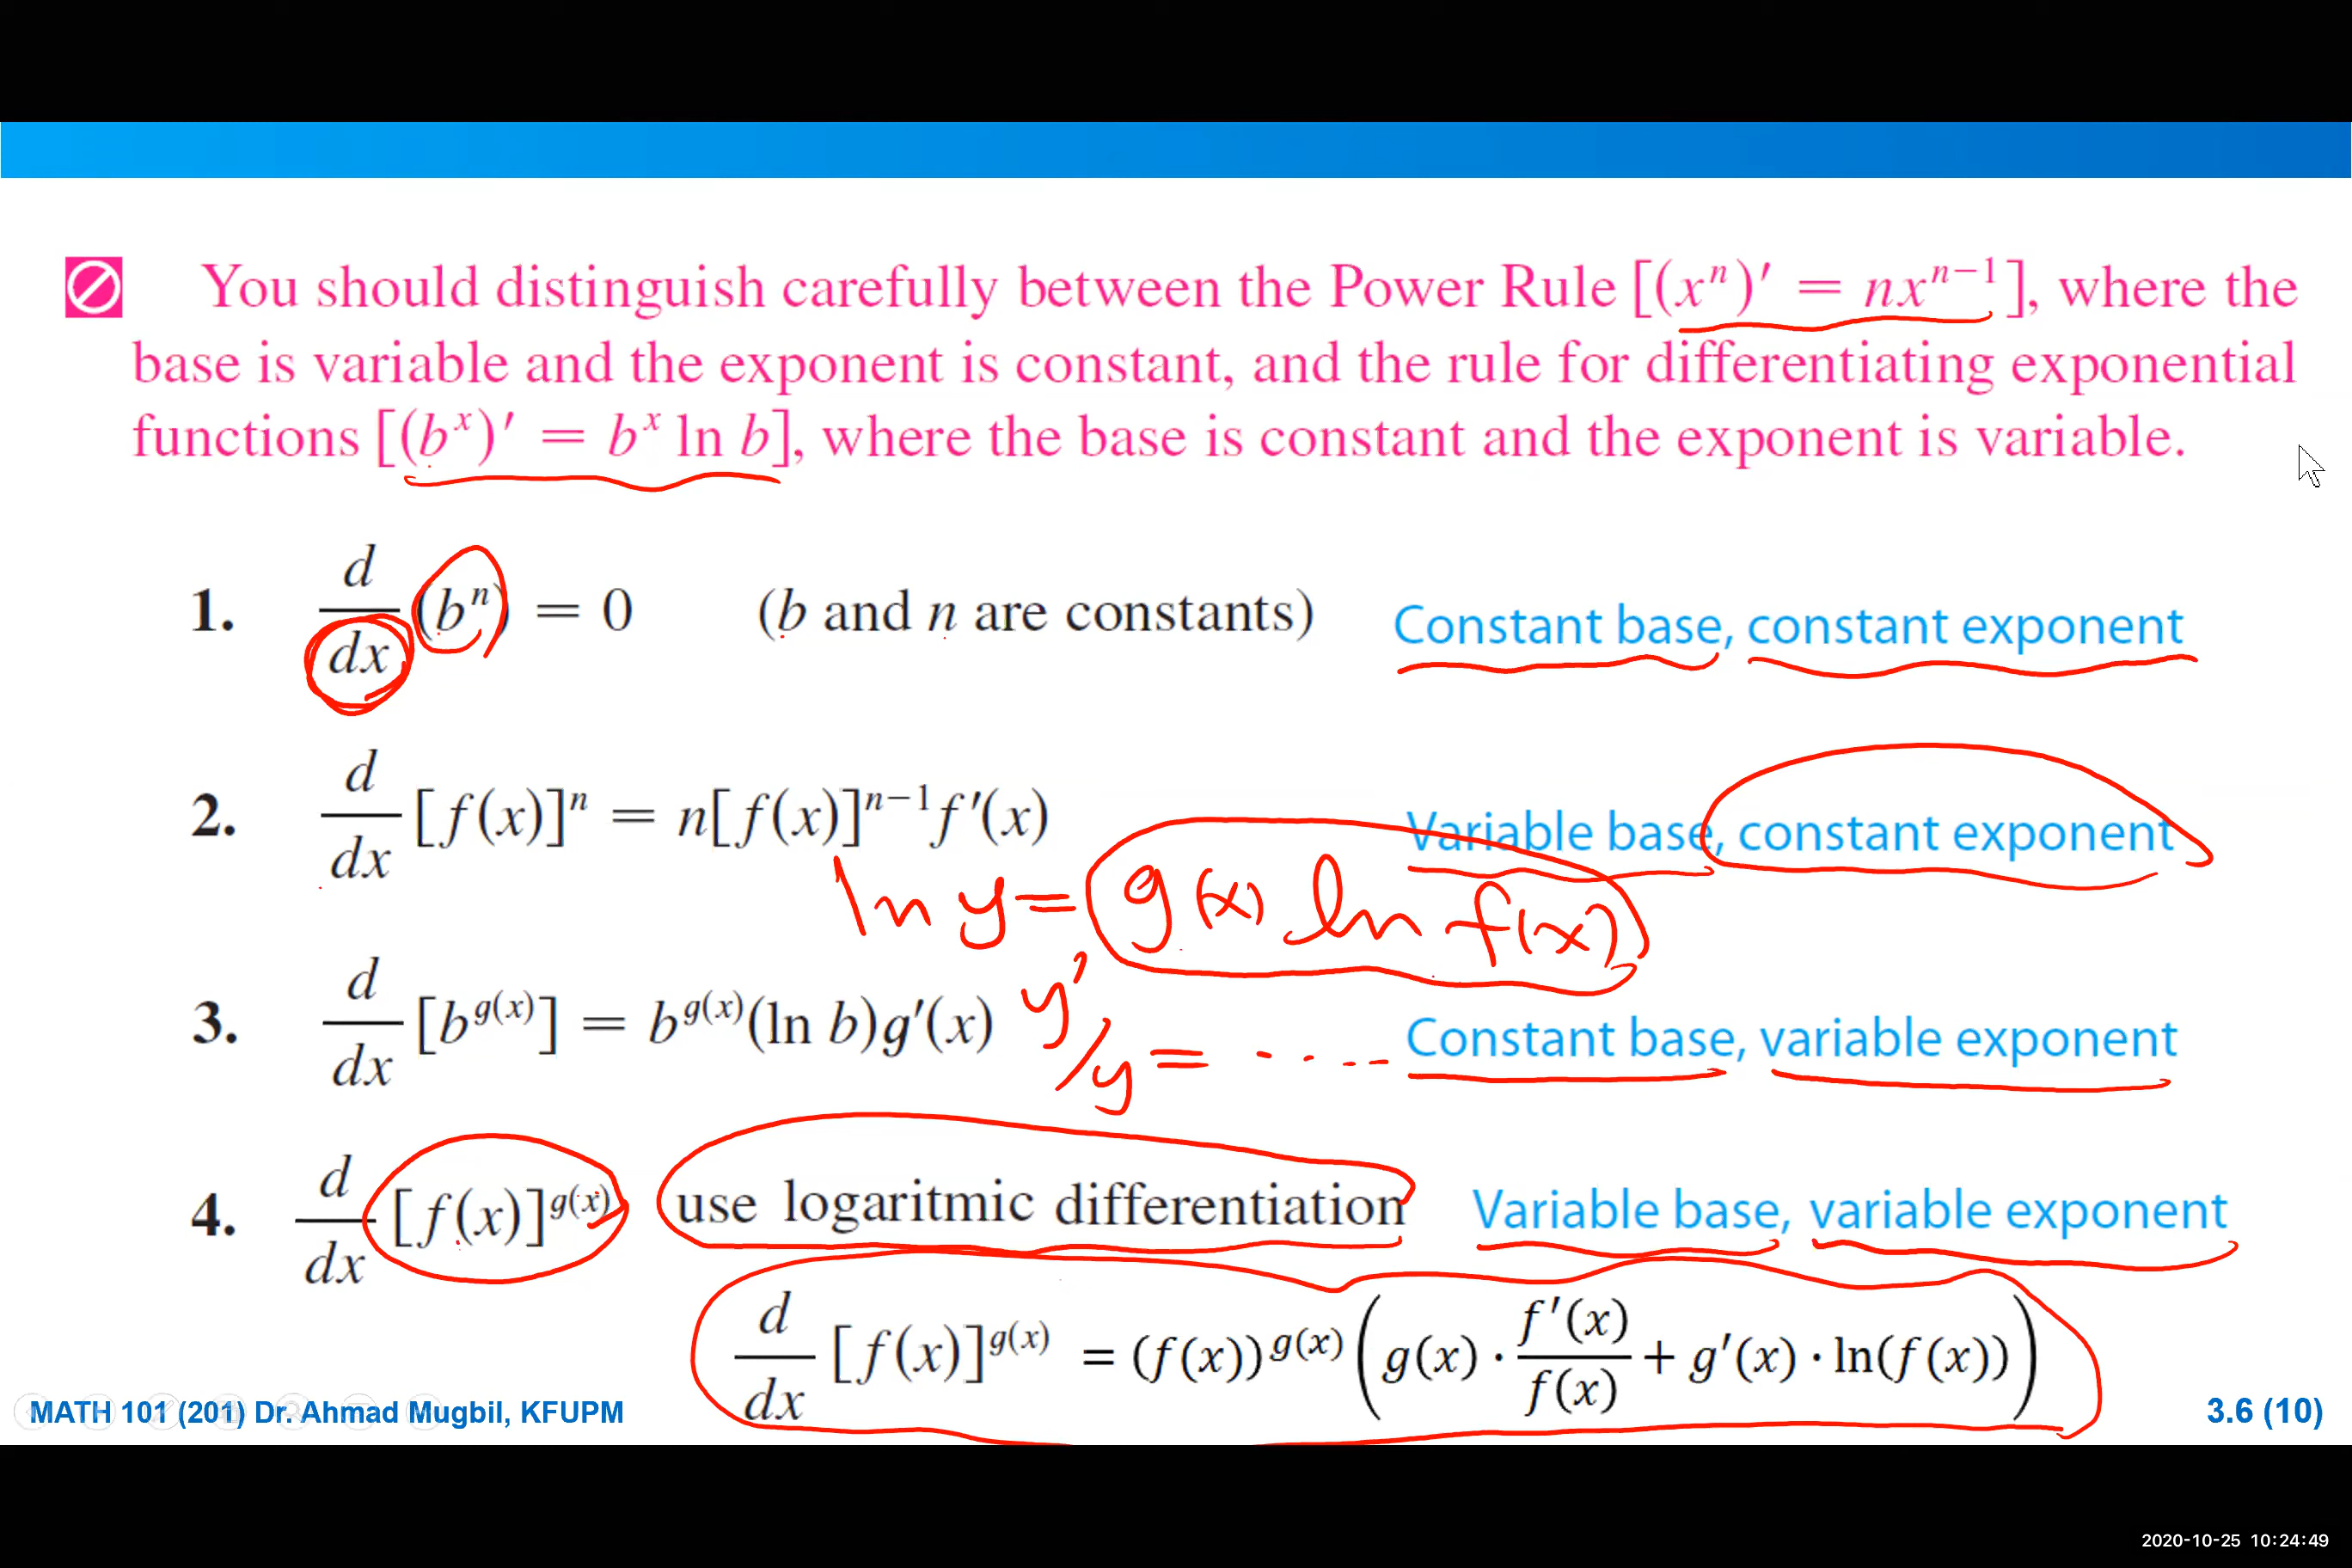 You should distinguish carefully between the Power Rule [(xⁿ)′ = nxⁿ⁻¹], where the
base is variable and the exponent is constant, and the rule for differentiating exponential
functions [(bˣ)′ = bˣ ln b], where the base is constant and the exponent is variable.
1. d/dx (bⁿ) = 0 (b and n are constants) Constant base, constant exponent
2. d/dx [f(x)]ⁿ = n[f(x)]ⁿ⁻¹f′(x) Variable base, constant exponent
ln y = g(x) ln f(x)
3. d/dx [b^g(x)] = b^g(x)(ln b)g′(x) Constant base, variable exponent
y′/y = .....
4. d/dx [f(x)]^g(x) use logaritmic differentiation Variable base, variable exponent
d/dx [f(x)]^g(x) = (f(x))^g(x) (g(x) · f′(x)/f(x) + g′(x) · ln(f(x)))
MATH 101 (201) Dr. Ahmad Mugbil, KFUPM 3.6 (10)
2020-10-25 10:24:49